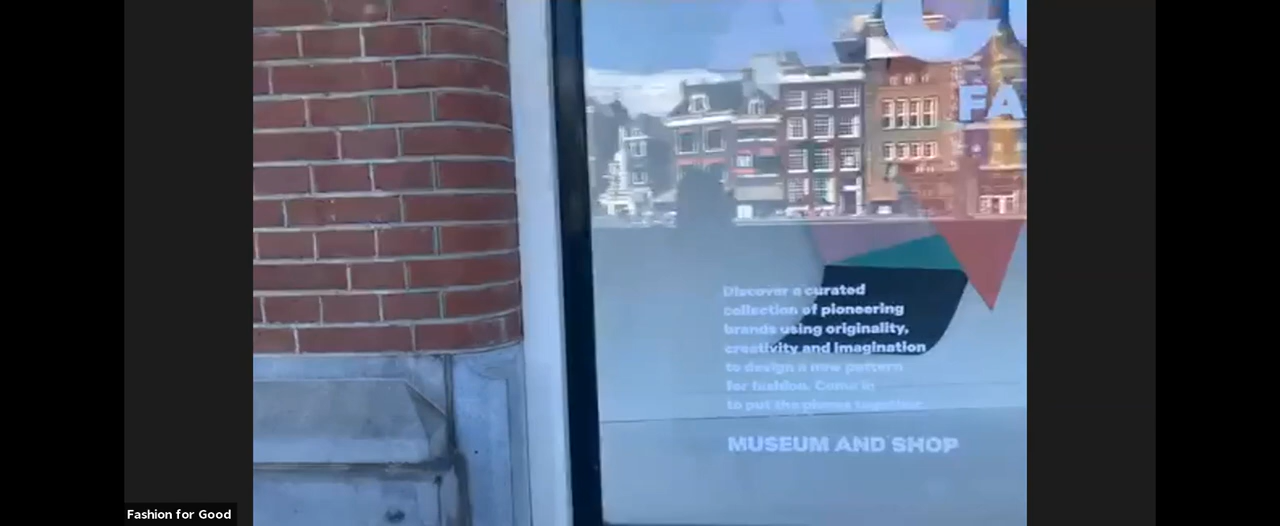 FA
Discover a curated
collection of pioneering
brands using originality,
creativity and imagination
to design a new pattern
for fashion. Come in
to put the pieces together
MUSEUM AND SHOP
Fashion for Good